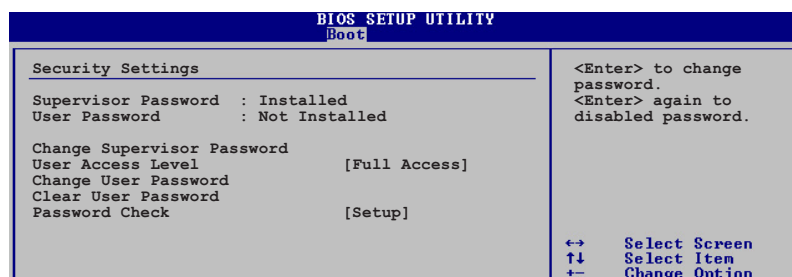 BIOS SETUP UTILITY
Boot
Security Settings
Supervisor Password : Installed
User Password : Not Installed
Change Supervisor Password
User Access Level [Full Access]
Change User Password
Clear User Password
Password Check [Setup]
<Enter> to change
password.
<Enter> again to
disabled password.
←→ Select Screen
↑↓ Select Item
+- Change Option